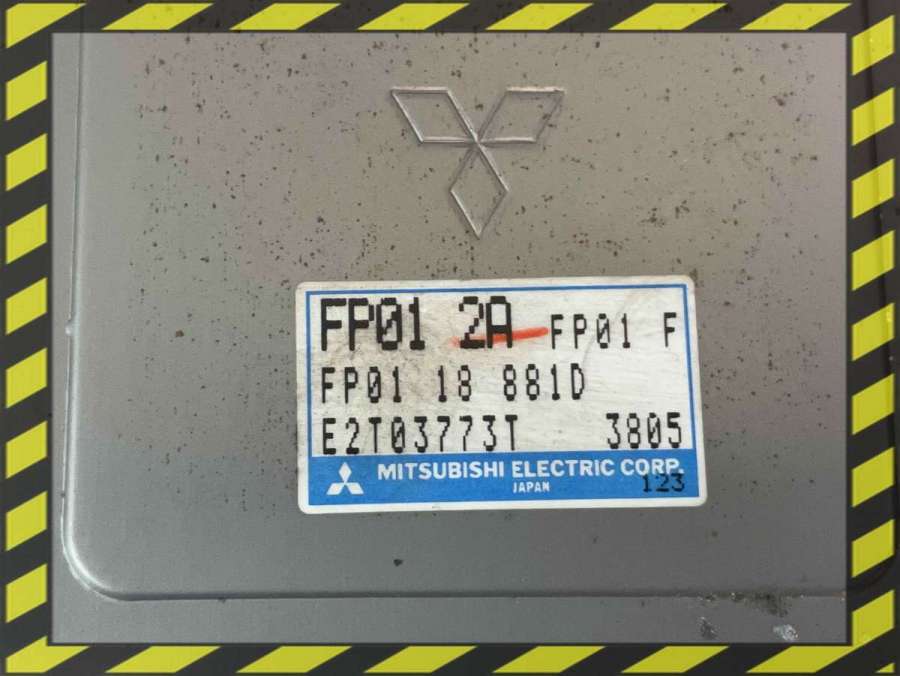 FP01 2A FP01 F
FP01 18 881D
E2T03773T 3805
MITSUBISHI ELECTRIC CORP.
JAPAN 123